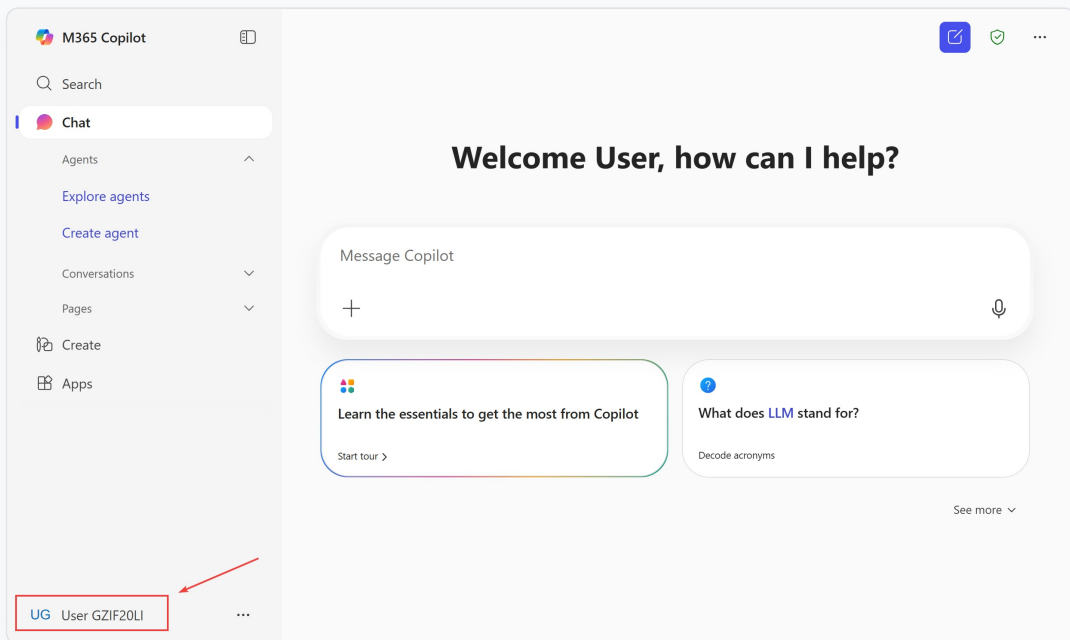 M365 Copilot
Search
Chat
Agents
Explore agents
Create agent
Conversations
Pages
Create
Apps
UG User GZIF20LI
Welcome User, how can I help?
Message Copilot
Learn the essentials to get the most from Copilot
Start tour
What does LLM stand for?
Decode acronyms
See more